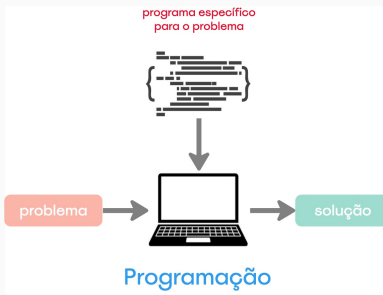 programa específico
para o problema
problema
solução
Programação